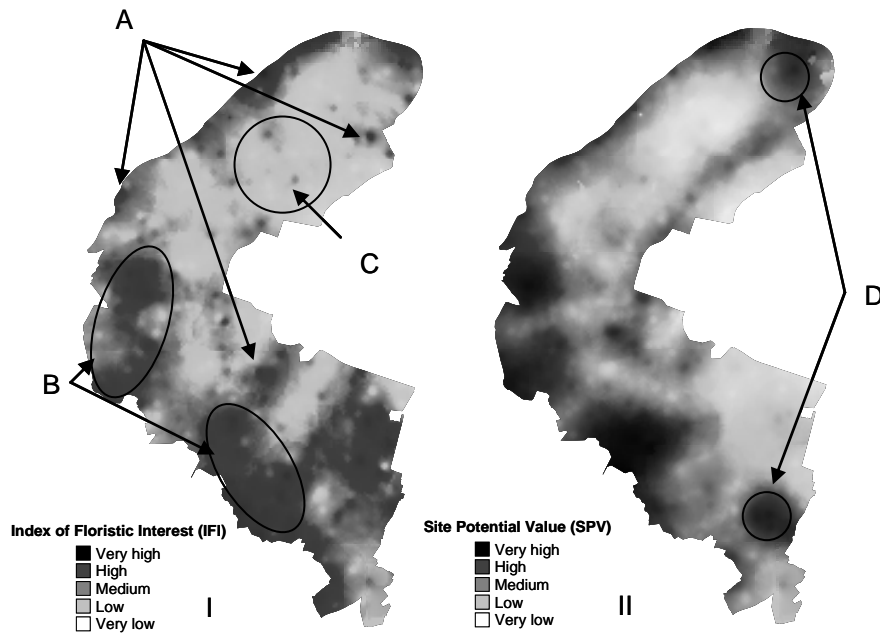 A
C
B
D
Index of Floristic Interest (IFI)
Very high
High
Medium
Low
Very low
I
Site Potential Value (SPV)
Very high
High
Medium
Low
Very low
II